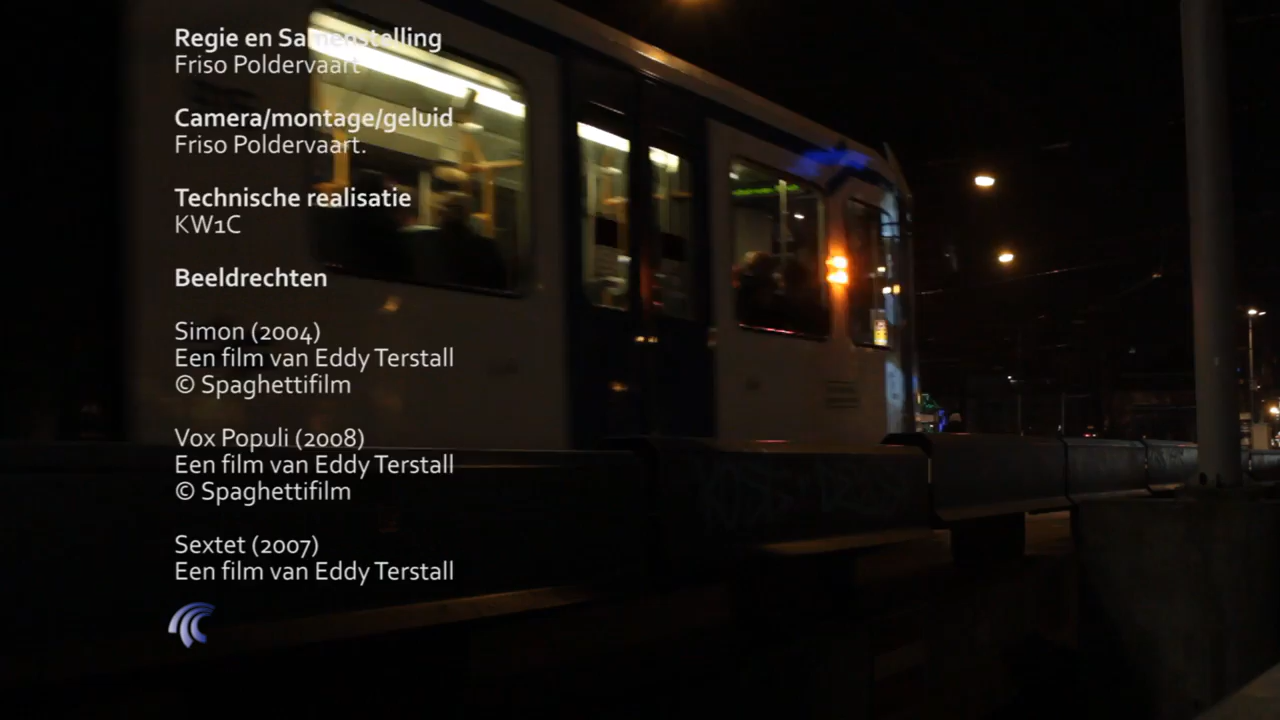 Regie en Samenstelling
Friso Poldervaart
Camera/montage/geluid
Friso Poldervaart.
Technische realisatie
KW1C
Beeldrechten
Simon (2004)
Een film van Eddy Terstall
© Spaghettifilm
Vox Populi (2008)
Een film van Eddy Terstall
© Spaghettifilm
Sextet (2007)
Een film van Eddy Terstall